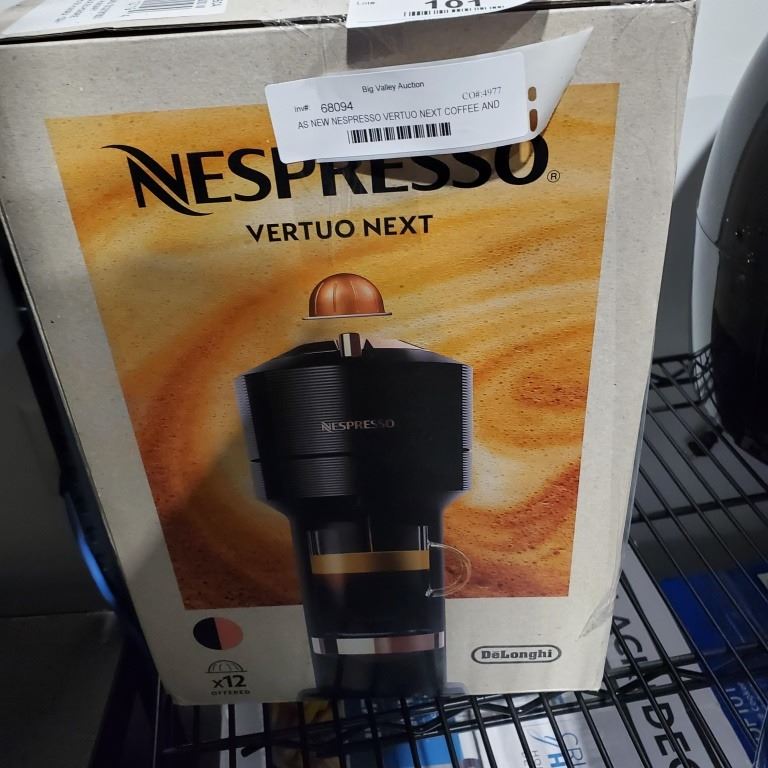 Lot#:
101
Big Valley Auction
Inv#: 68094 CO#:4977
AS NEW NESPRESSO VERTUO NEXT COFFEE AND
NESPRESSO®
VERTUO NEXT
NESPRESSO
x12
OFFERED
DeLonghi